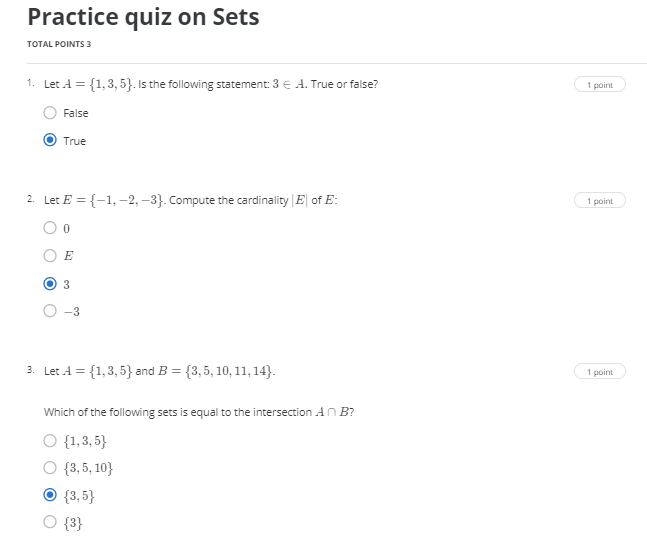 Practice quiz on Sets
TOTAL POINTS 3
1. Let A = {1, 3, 5}. Is the following statement: 3 ∈ A. True or false?
1 point
False
True
2. Let E = {−1, −2, −3}. Compute the cardinality |E| of E:
1 point
0
E
3
−3
3. Let A = {1, 3, 5} and B = {3, 5, 10, 11, 14}.
1 point
Which of the following sets is equal to the intersection A ∩ B?
{1, 3, 5}
{3, 5, 10}
{3, 5}
{3}